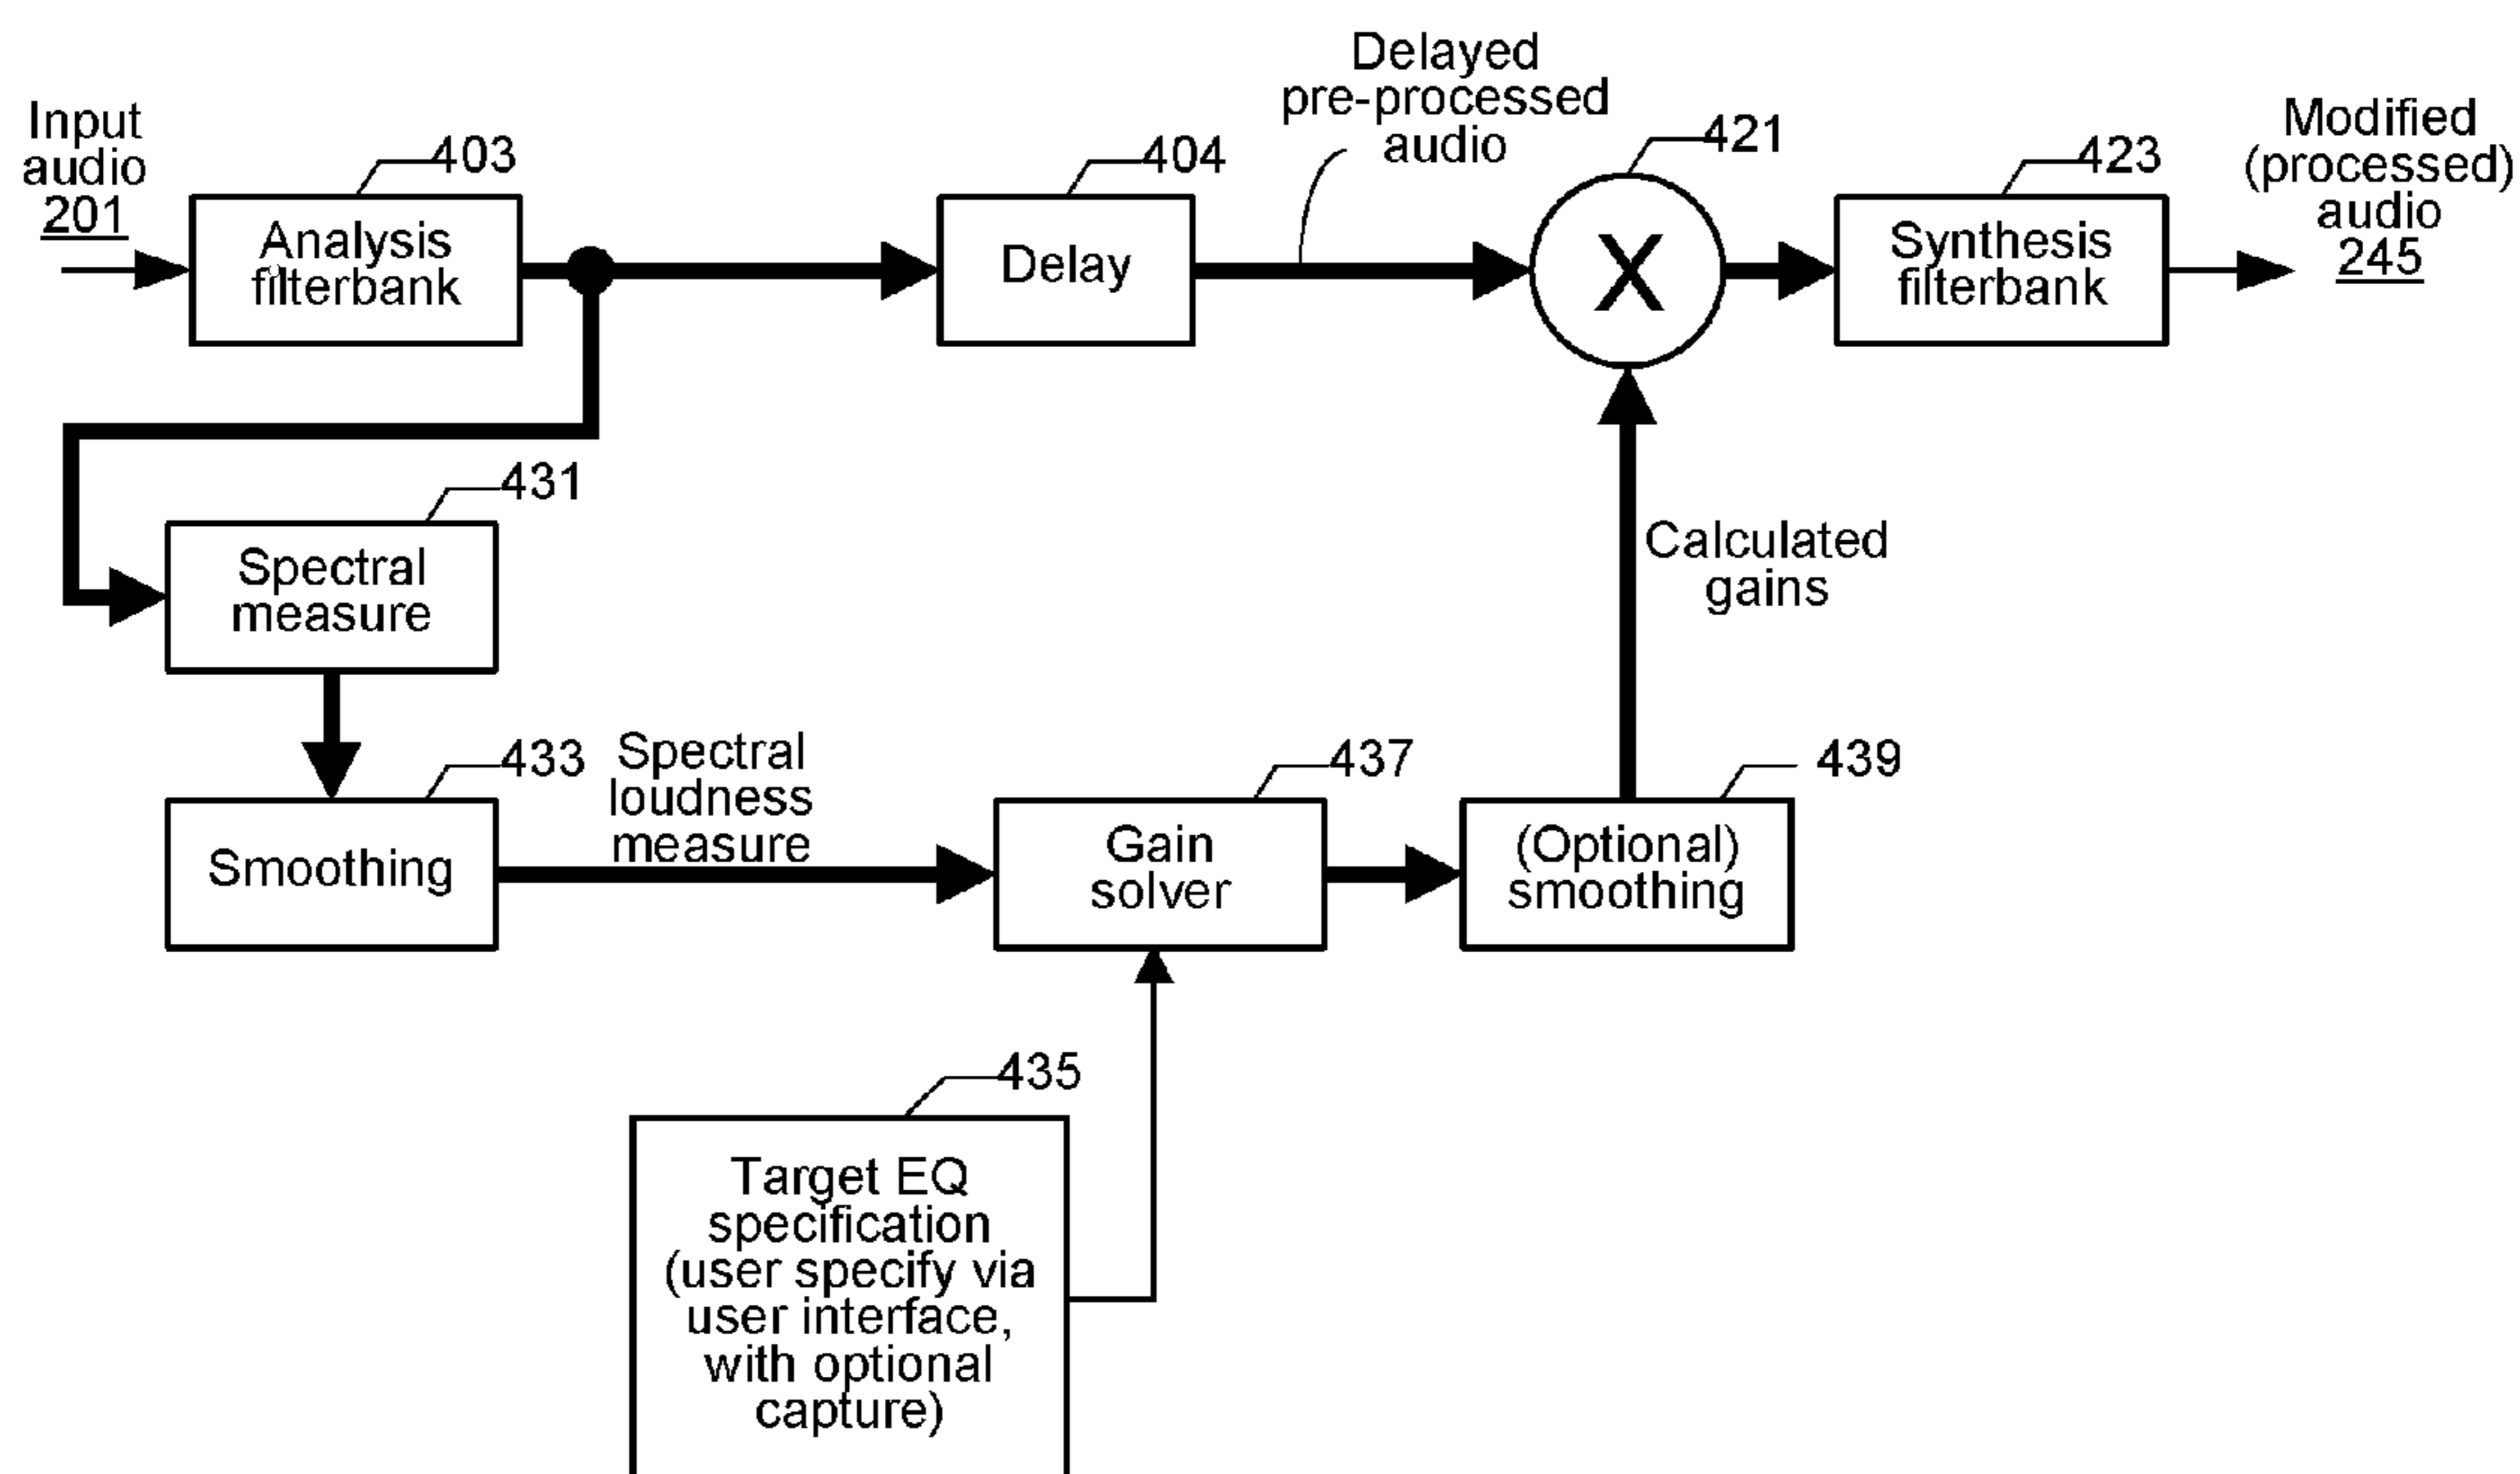 Input
audio
201
403
Analysis
filterbank
404
Delay
Delayed
pre-processed
audio
421
X
423
Synthesis
filterbank
Modified
(processed)
audio
245
431
Spectral
measure
Calculated
gains
433
Smoothing
Spectral
loudness
measure
437
Gain
solver
439
(Optional)
smoothing
435
Target EQ
specification
(user specify via
user interface,
with optional
capture)